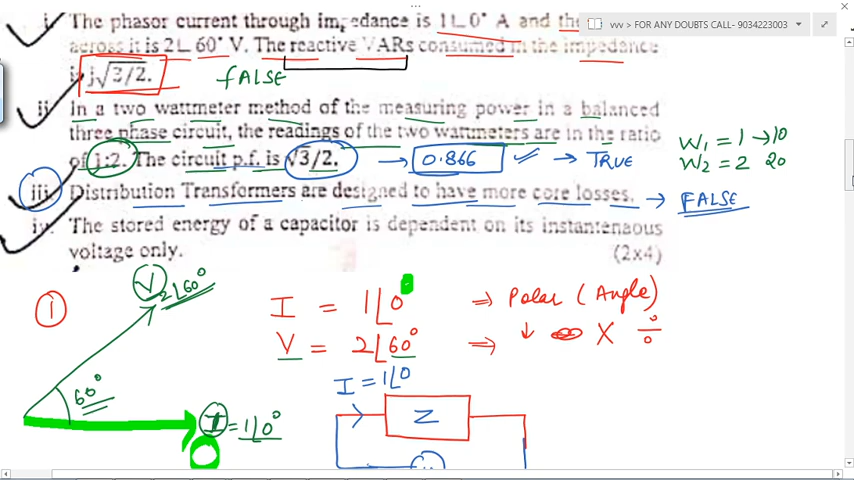 i. The phasor current through impedance is 1∟0° A and the
vvv > FOR ANY DOUBTS CALL- 9034223003
across it is 2∟60° V. The reactive VARs consumed in the impedance
is j√3/2. FALSE
ii. In a two wattmeter method of the measuring power in a balanced
three phase circuit, the readings of the two wattmeters are in the ratio
W1 = 1 → 10
of 1:2. The circuit p.f. is √3/2. → 0.866 → TRUE
W2 = 2 20
iii. Distribution Transformers are designed to have more core losses. → FALSE
iv. The stored energy of a capacitor is dependent on its instantenaous
voltage only. (2x4)
V 2∟60°
① I = 1∟0 ⇒ Polar (Angle)
V = 2∟60° ⇒ ↓ X ÷
I = 1∟0
60°
Z
I = 1∟0°